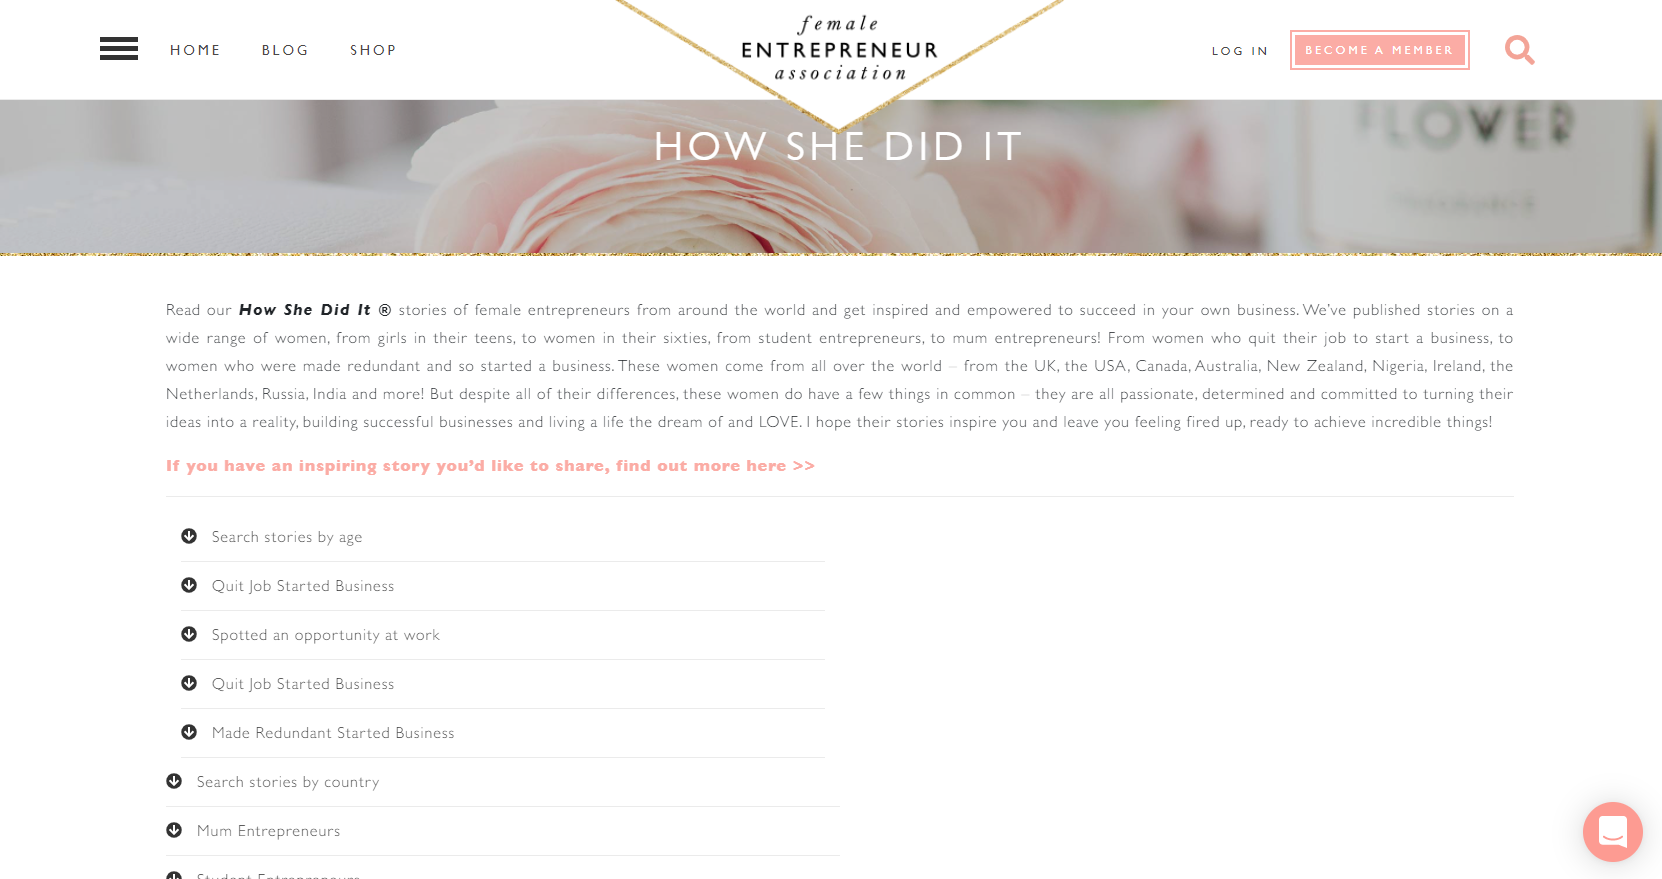 HOME BLOG SHOP
female
ENTREPRENEUR
association
LOG IN BECOME A MEMBER
FLOVER
FRAGRANCE
HOW SHE DID IT
Read our How She Did It ® stories of female entrepreneurs from around the world and get inspired and empowered to succeed in your own business. We've published stories on a
wide range of women, from girls in their teens, to women in their sixties, from student entrepreneurs, to mum entrepreneurs! From women who quit their job to start a business, to
women who were made redundant and so started a business. These women come from all over the world – from the UK, the USA, Canada, Australia, New Zealand, Nigeria, Ireland, the
Netherlands, Russia, India and more! But despite all of their differences, these women do have a few things in common – they are all passionate, determined and committed to turning their
ideas into a reality, building successful businesses and living a life the dream of and LOVE. I hope their stories inspire you and leave you feeling fired up, ready to achieve incredible things!
If you have an inspiring story you'd like to share, find out more here >>
Search stories by age
Quit Job Started Business
Spotted an opportunity at work
Quit Job Started Business
Made Redundant Started Business
Search stories by country
Mum Entrepreneurs
Student Entrepreneurs